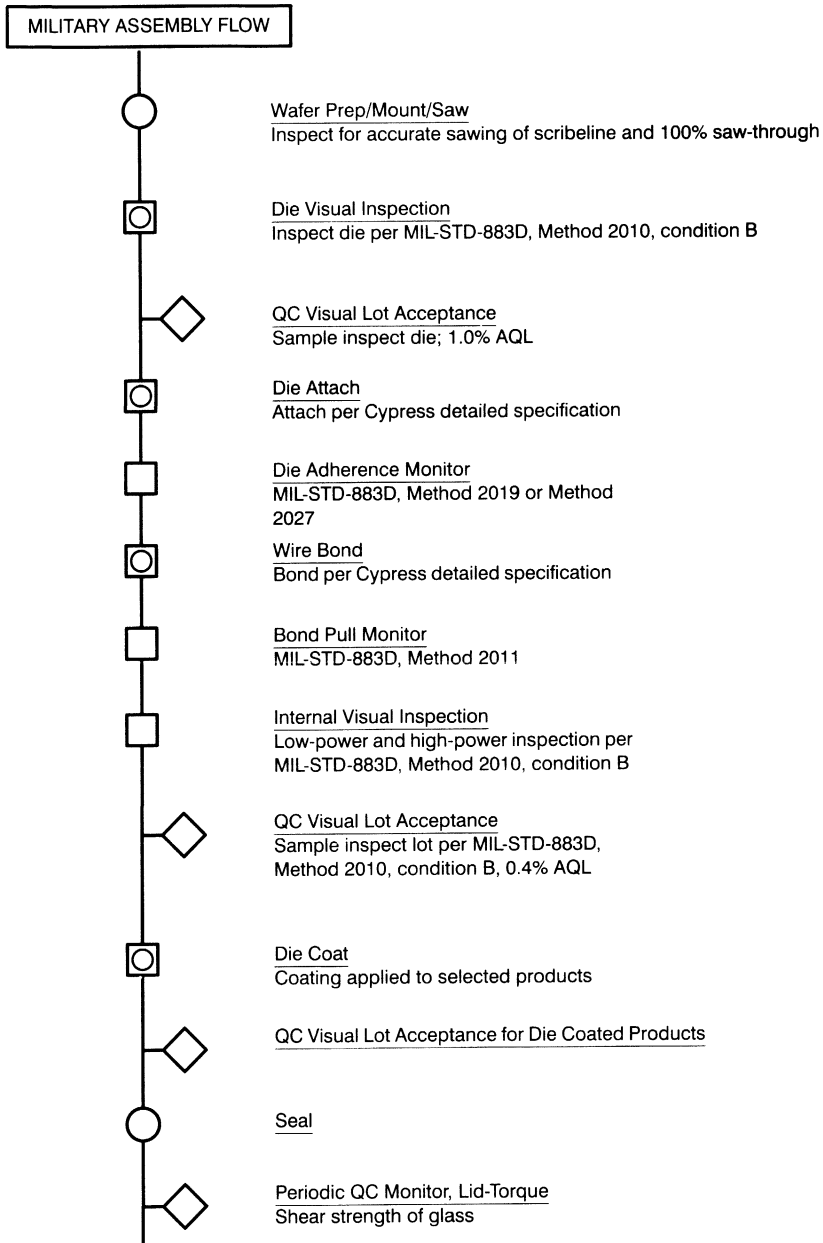 MILITARY ASSEMBLY FLOW
Wafer Prep/Mount/Saw
Inspect for accurate sawing of scribeline and 100% saw-through
Die Visual Inspection
Inspect die per MIL-STD-883D, Method 2010, condition B
QC Visual Lot Acceptance
Sample inspect die; 1.0% AQL
Die Attach
Attach per Cypress detailed specification
Die Adherence Monitor
MIL-STD-883D, Method 2019 or Method
2027
Wire Bond
Bond per Cypress detailed specification
Bond Pull Monitor
MIL-STD-883D, Method 2011
Internal Visual Inspection
Low-power and high-power inspection per
MIL-STD-883D, Method 2010, condition B
QC Visual Lot Acceptance
Sample inspect lot per MIL-STD-883D,
Method 2010, condition B, 0.4% AQL
Die Coat
Coating applied to selected products
QC Visual Lot Acceptance for Die Coated Products
Seal
Periodic QC Monitor, Lid-Torque
Shear strength of glass